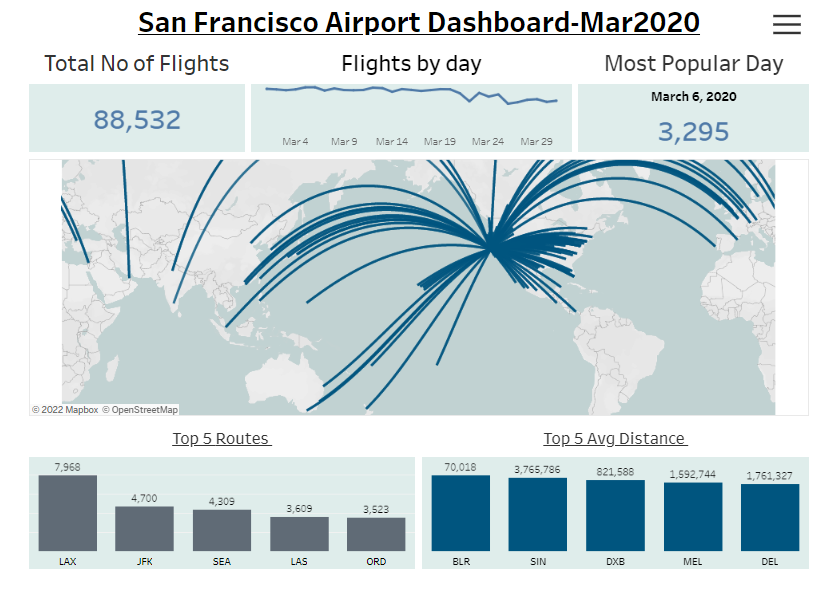 San Francisco Airport Dashboard-Mar2020
Total No of Flights
Flights by day
Most Popular Day
88,532
Mar 4 Mar 9 Mar 14 Mar 19 Mar 24 Mar 29
March 6, 2020
3,295
© 2022 Mapbox © OpenStreetMap
Top 5 Routes
Top 5 Avg Distance
7,968 4,700 4,309 3,609 3,523
LAX JFK SEA LAS ORD
70,018 3,765,786 821,588 1,592,744 1,761,327
BLR SIN DXB MEL DEL